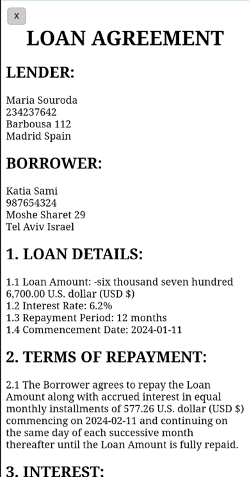 x
LOAN AGREEMENT
LENDER:
Maria Souroda
234237642
Barbousa 112
Madrid Spain
BORROWER:
Katia Sami
987654324
Moshe Sharet 29
Tel Aviv Israel
1. LOAN DETAILS:
1.1 Loan Amount: -six thousand seven hundred
6,700.00 U.S. dollar (USD $)
1.2 Interest Rate: 6.2%
1.3 Repayment Period: 12 months
1.4 Commencement Date: 2024-01-11
2. TERMS OF REPAYMENT:
2.1 The Borrower agrees to repay the Loan
Amount along with accrued interest in equal
monthly installments of 577.26 U.S. dollar (USD $)
commencing on 2024-02-11 and continuing on
the same day of each successive month
thereafter until the Loan Amount is fully repaid.
3. INTEREST: